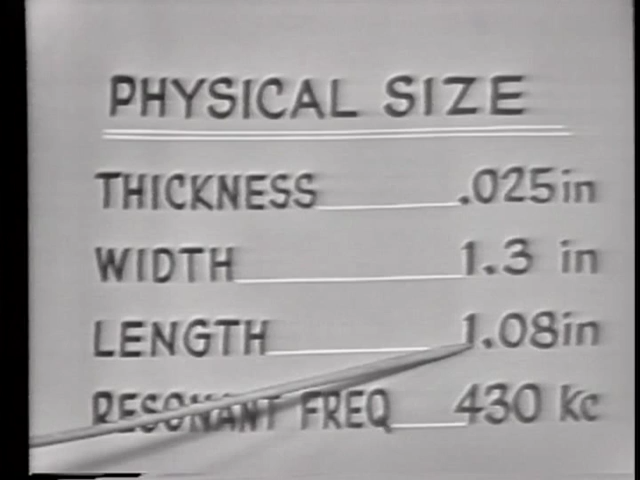 PHYSICAL SIZE
THICKNESS .025in
WIDTH 1.3 in
LENGTH 1.08in
RESONANT FREQ 430 kc